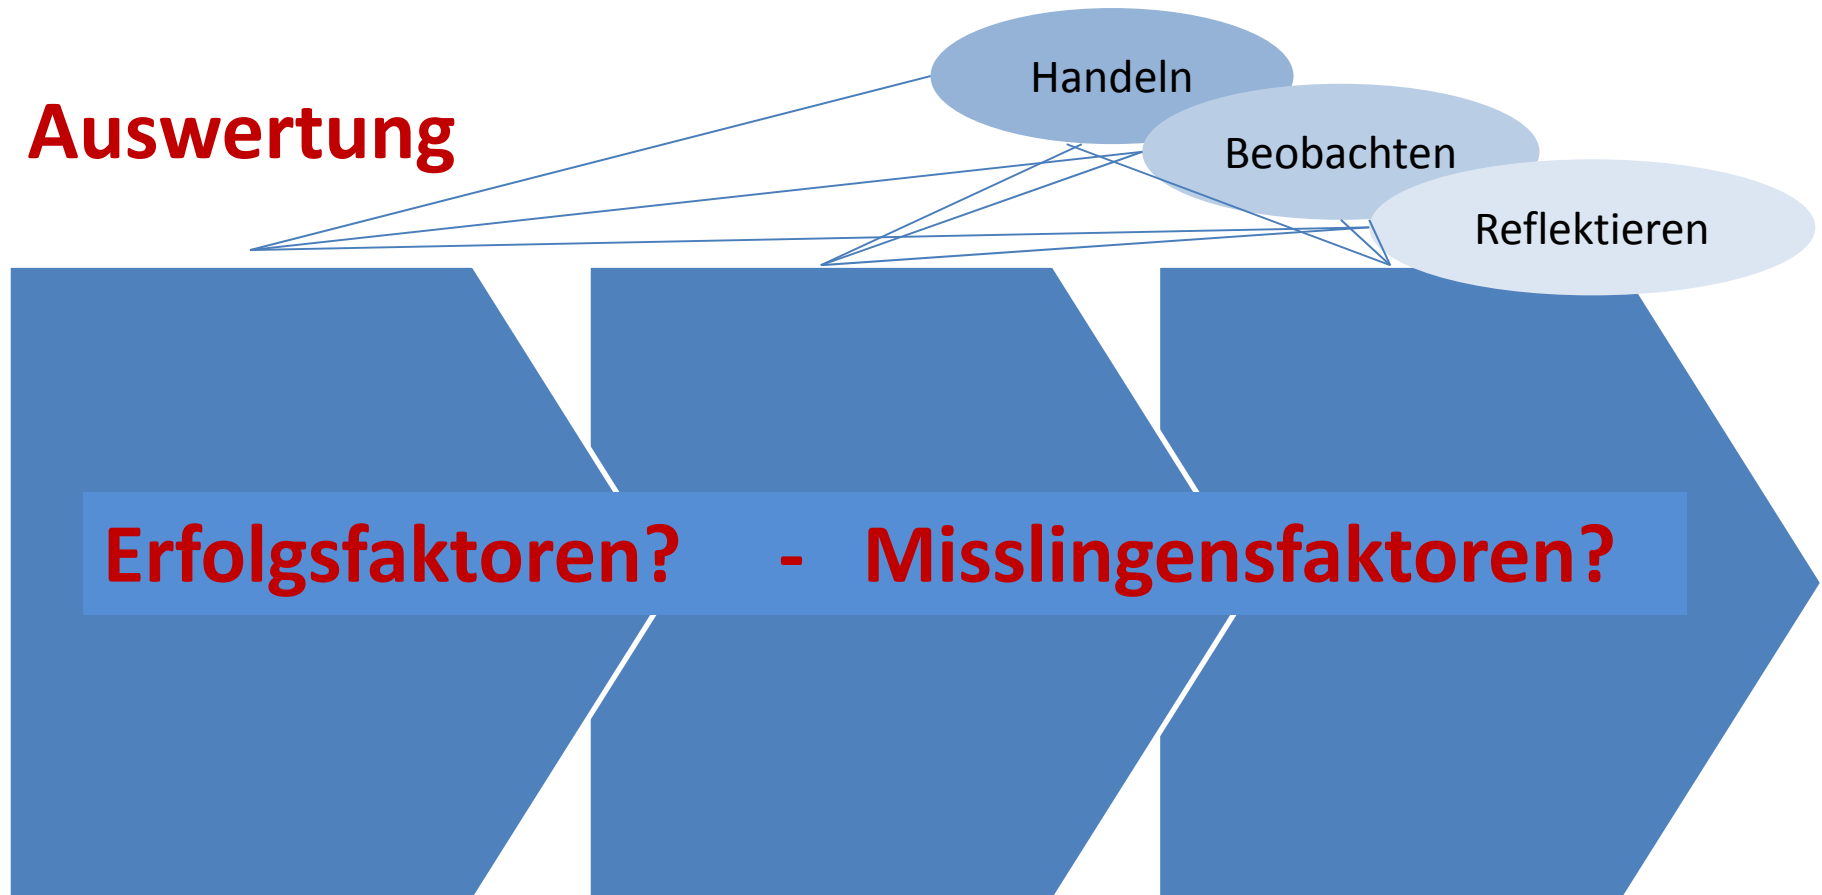 Handeln
Auswertung
Beobachten
Reflektieren
Erfolgsfaktoren? - Misslingensfaktoren?